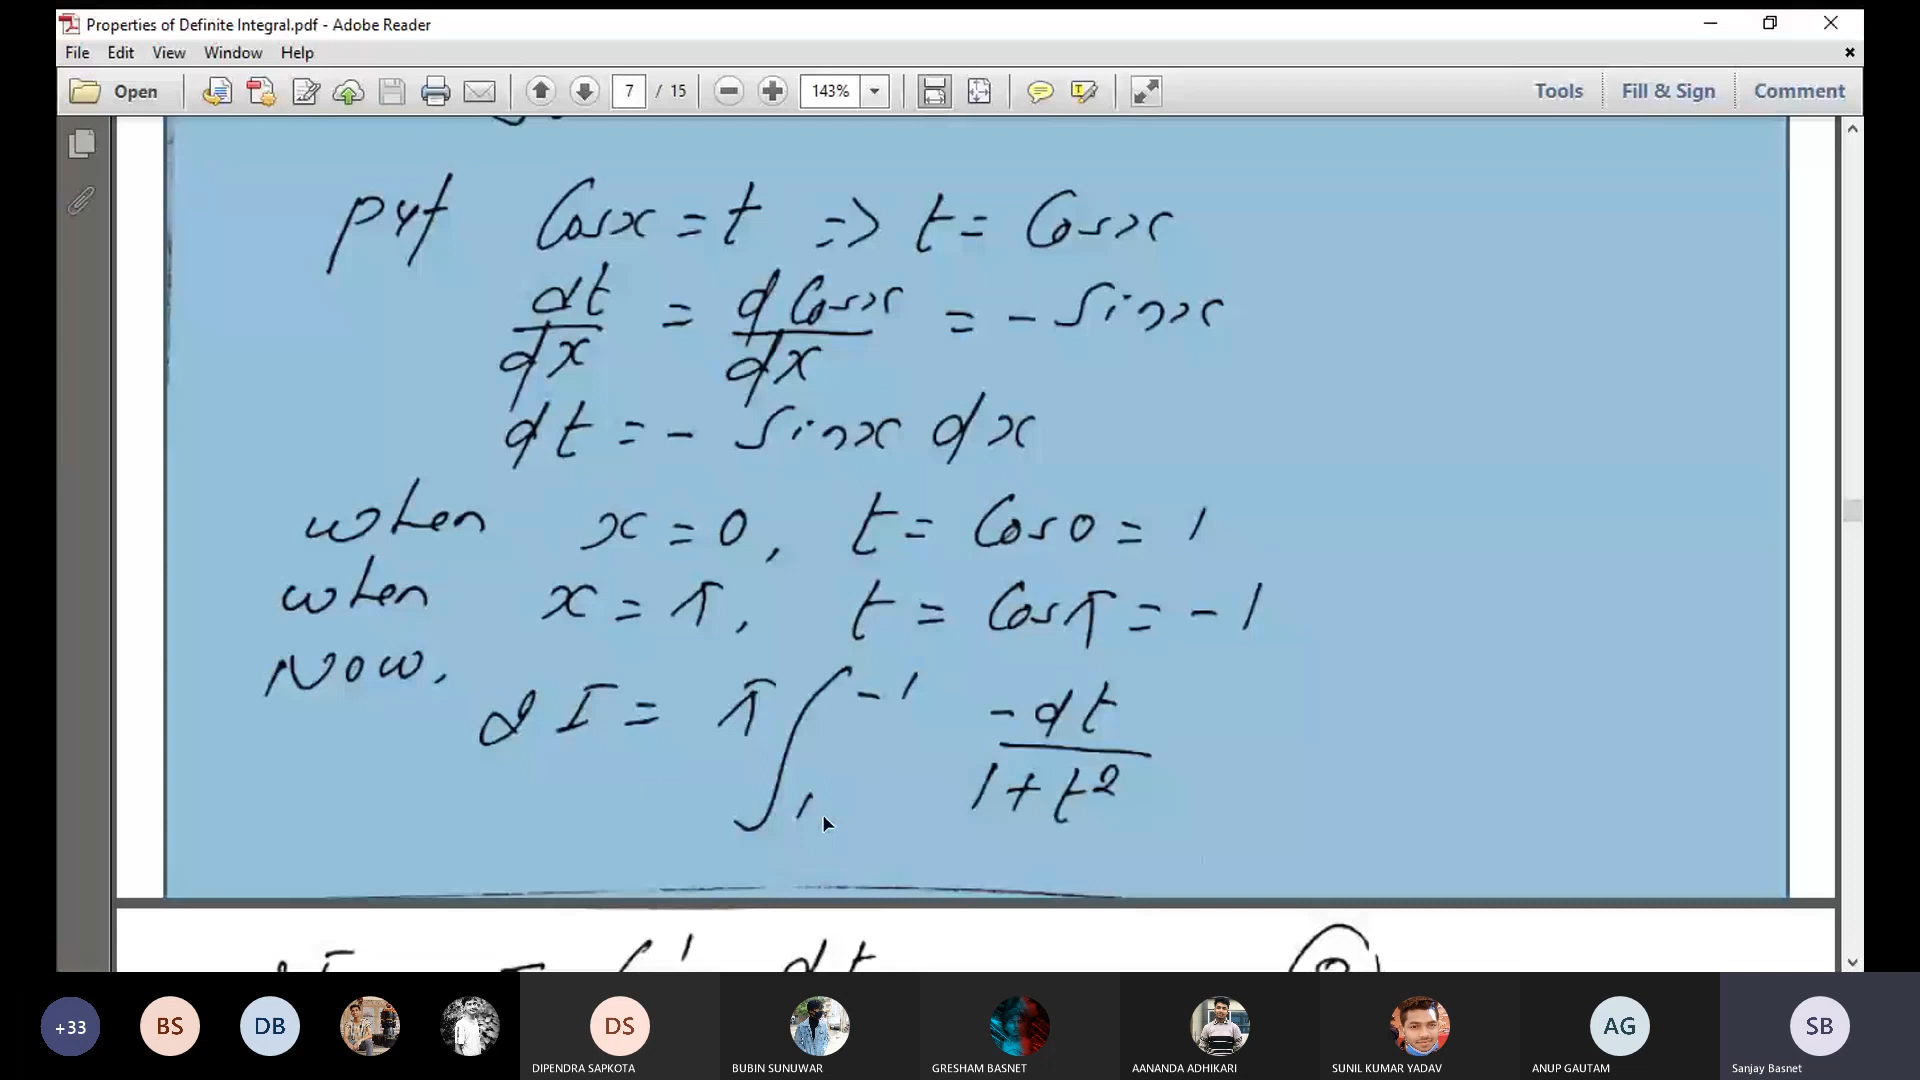 Properties of Definite Integral.pdf - Adobe Reader
File Edit View Window Help
Open 7 / 15 143% Tools Fill & Sign Comment
put Cosx = t => t = Cosx
dt/dx = dCosx/dx = - Sinx
dt = - Sinx dx
when x = 0, t = Cos0 = 1
when x = π, t = Cosπ = - 1
Now,
2I = π ∫₁⁻¹ -dt/1+t²
+33 BS DB DS AG SB
DIPENDRA SAPKOTA BUBIN SUNUWAR GRESHAM BASNET AANANDA ADHIKARI SUNIL KUMAR YADAV ANUP GAUTAM Sanjay Basnet